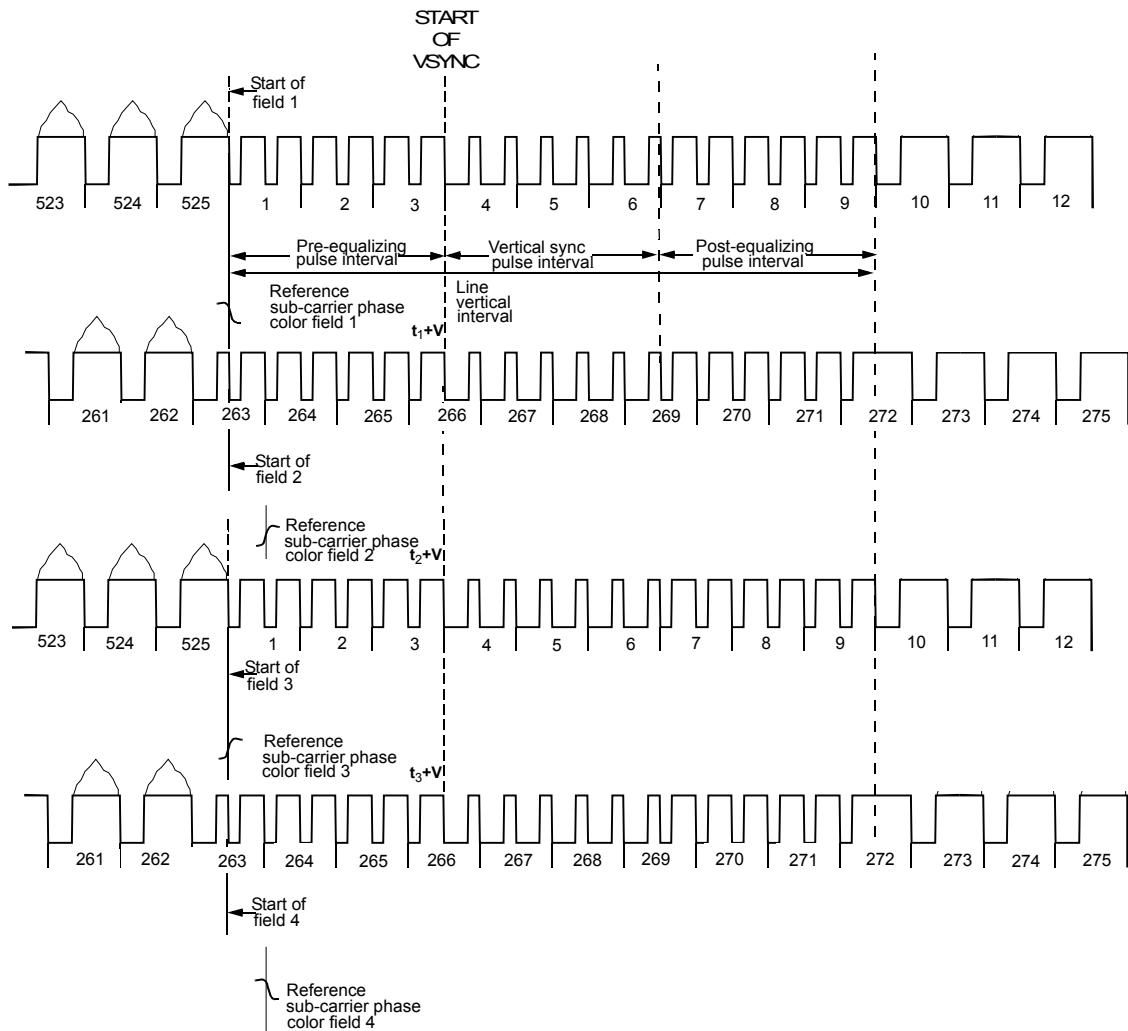 START
OF
VSYNC
Start of
field 1
523 524 525 1 2 3 4 5 6 7 8 9 10 11 12
Pre-equalizing
pulse interval
Vertical sync
pulse interval
Post-equalizing
pulse interval
Line
vertical
interval
Reference
sub-carrier phase
color field 1
t₁+V
261 262 263 264 265 266 267 268 269 270 271 272 273 274 275
Start of
field 2
Reference
sub-carrier phase
color field 2
t₂+V
523 524 525 1 2 3 4 5 6 7 8 9 10 11 12
Start of
field 3
Reference
sub-carrier phase
color field 3
t₃+V
261 262 263 264 265 266 267 268 269 270 271 272 273 274 275
Start of
field 4
Reference
sub-carrier phase
color field 4